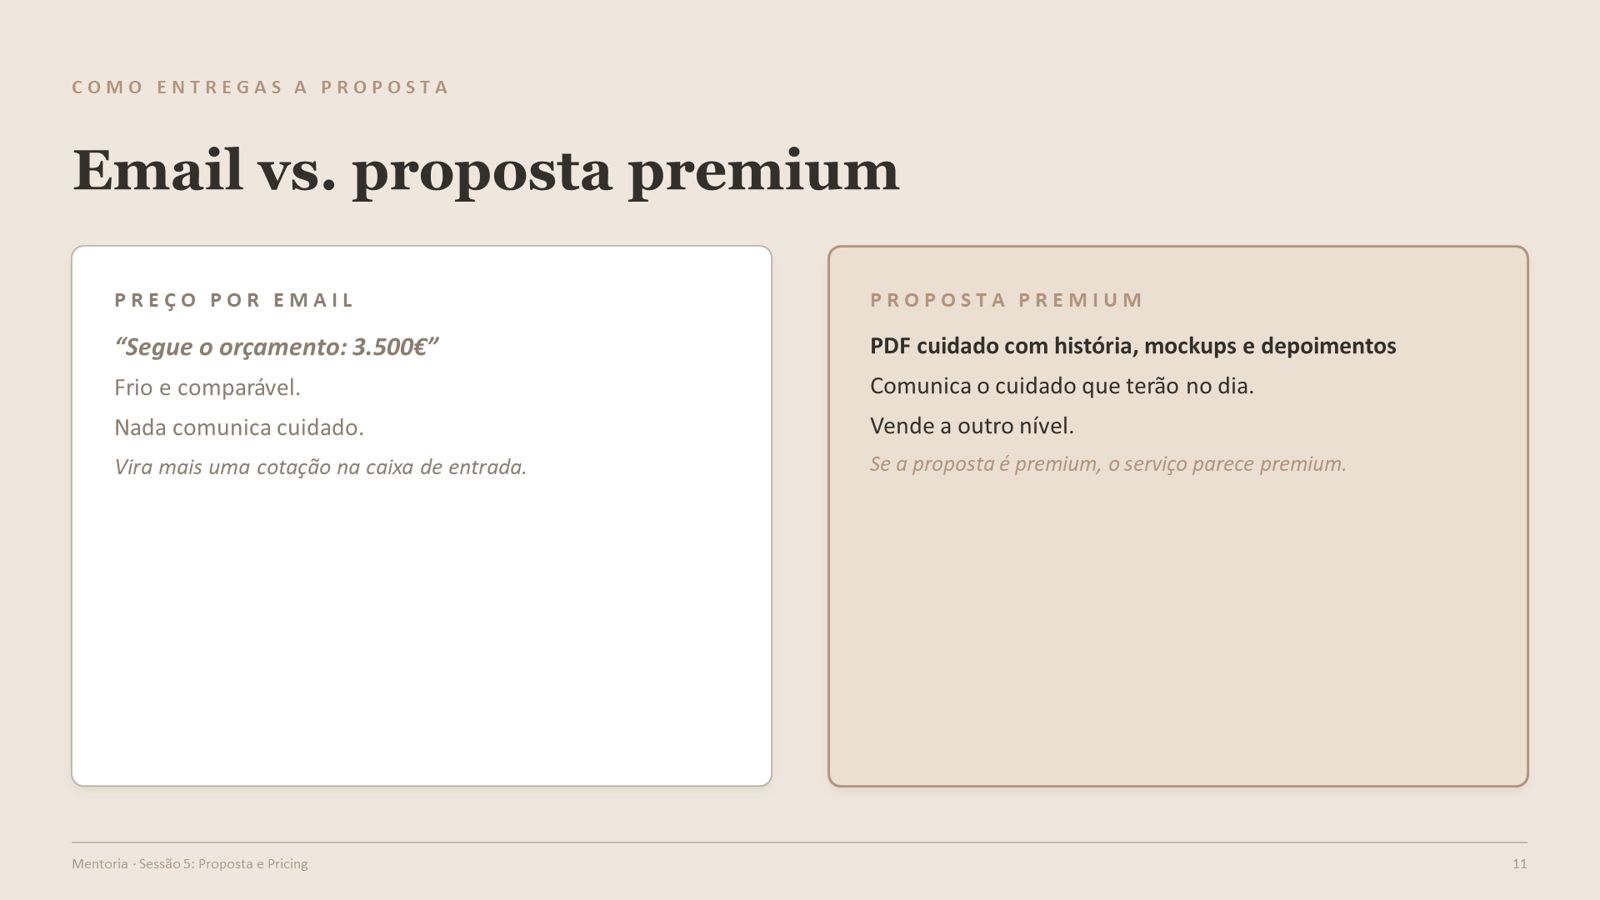 COMO ENTREGAS A PROPOSTA
Email vs. proposta premium
PREÇO POR EMAIL
“Segue o orçamento: 3.500€”
Frio e comparável.
Nada comunica cuidado.
Vira mais uma cotação na caixa de entrada.
PROPOSTA PREMIUM
PDF cuidado com história, mockups e depoimentos
Comunica o cuidado que terão no dia.
Vende a outro nível.
Se a proposta é premium, o serviço parece premium.
Mentoria · Sessão 5: Proposta e Pricing
11